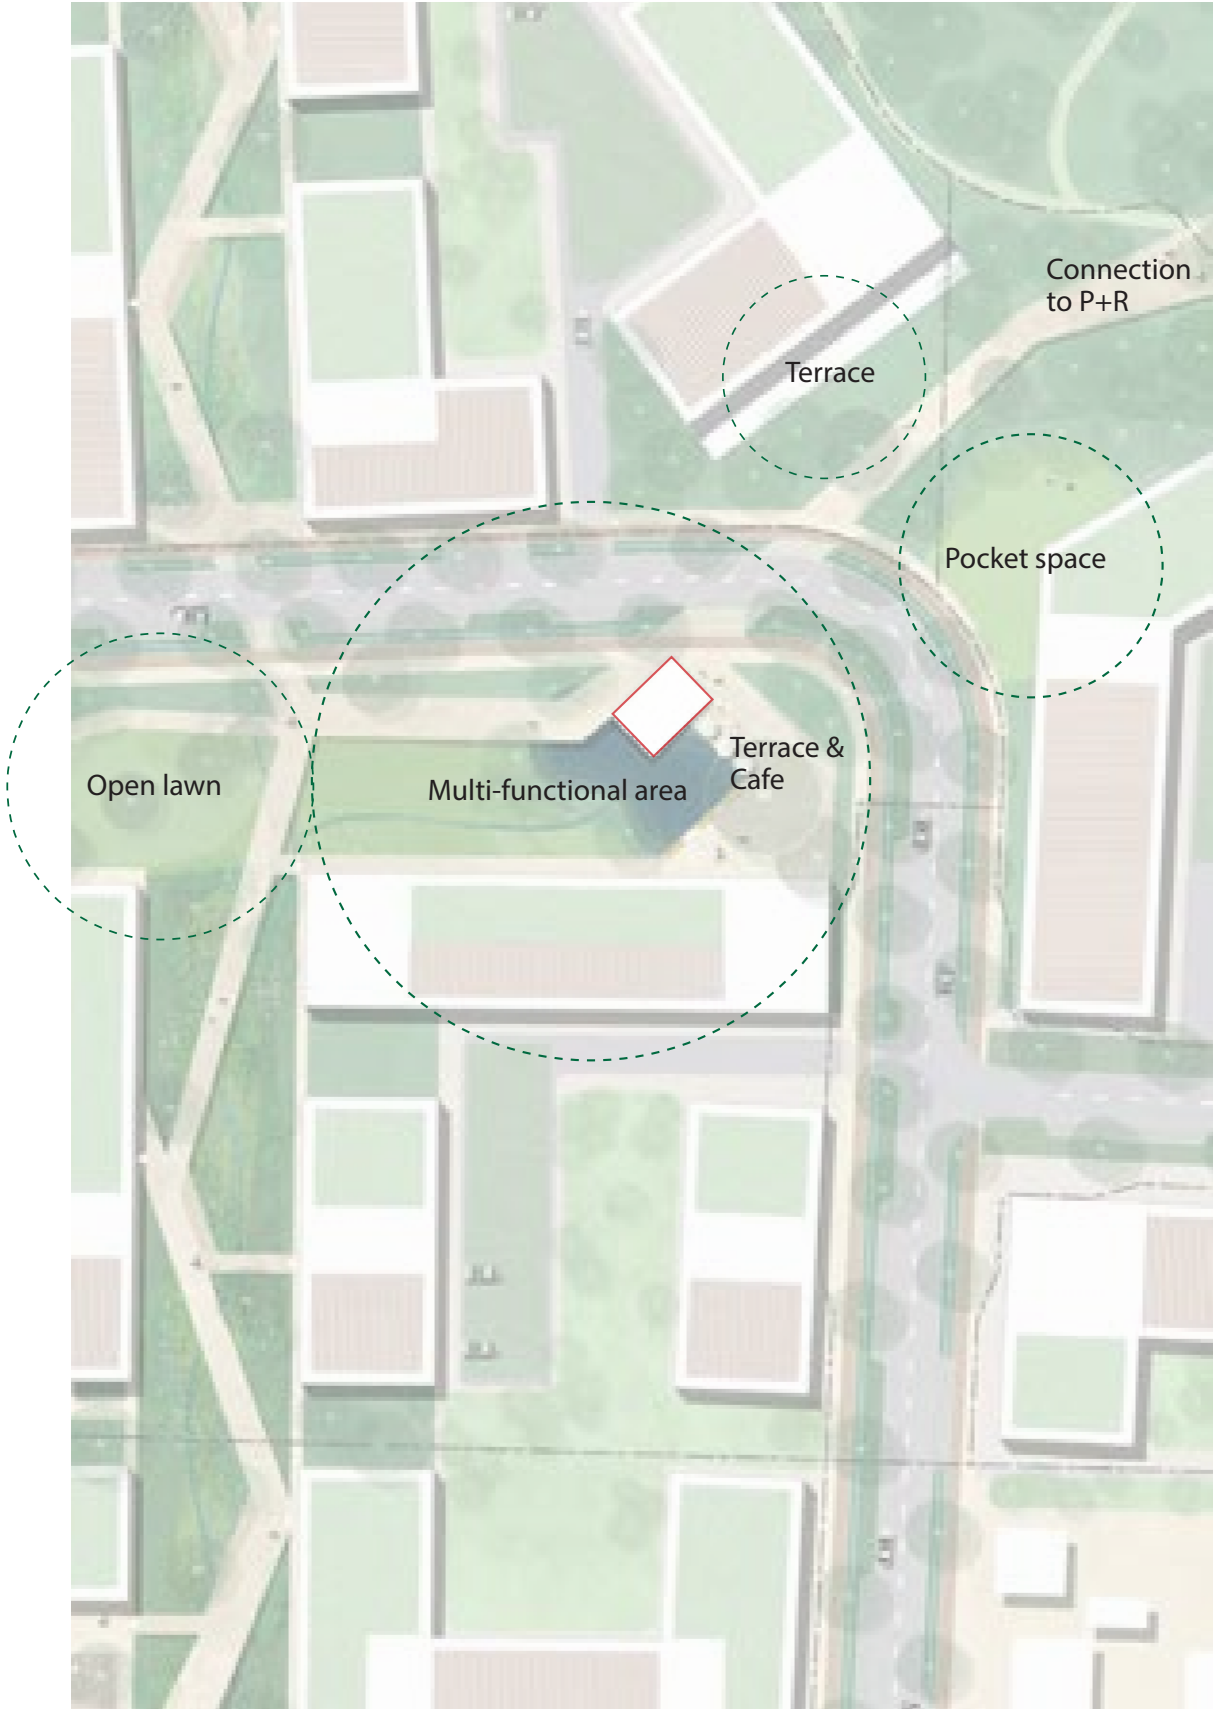 Connection
to P+R
Terrace
Pocket space
Terrace &
Cafe
Open lawn
Multi-functional area